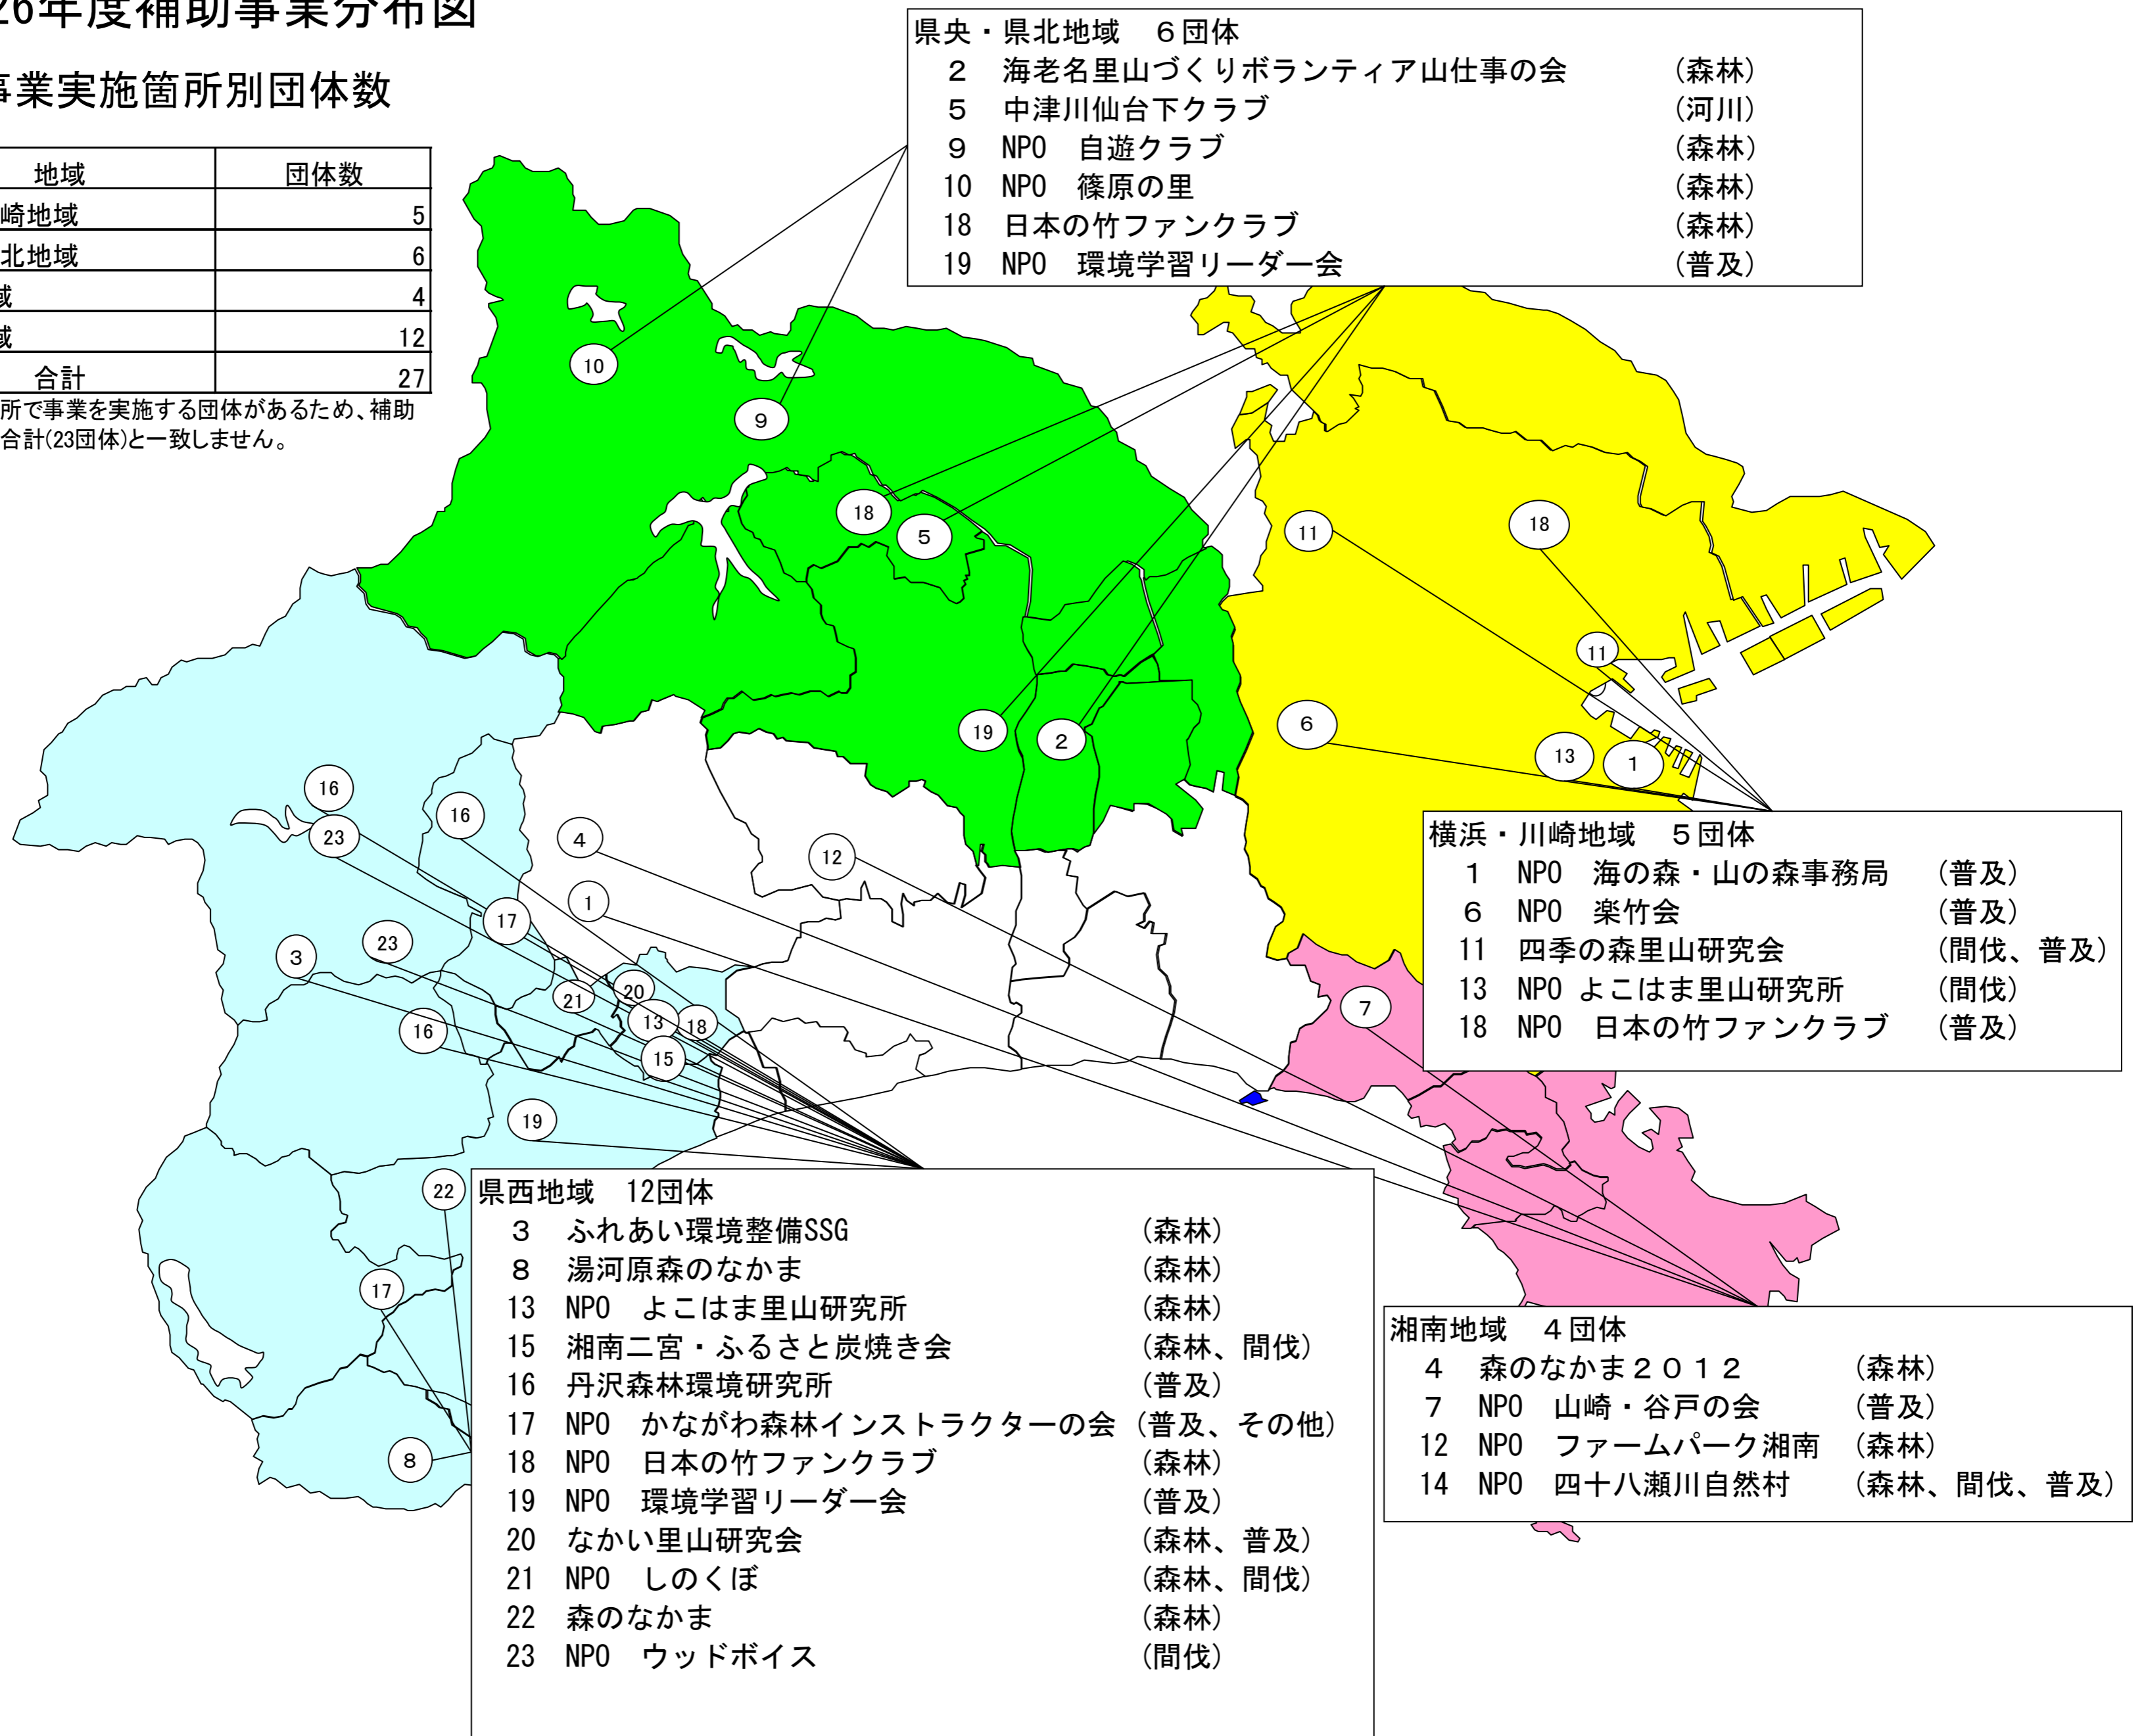 26年度補助事業分布図
事業実施箇所別団体数
地域 団体数
崎地域 5
北地域 6
域 4
域 12
合計 27
所で事業を実施する団体があるため、補助
合計(23団体)と一致しません。
県央・県北地域 6団体
2 海老名里山づくりボランティア山仕事の会 (森林)
5 中津川仙台下クラブ (河川)
9 NPO 自遊クラブ (森林)
10 NPO 篠原の里 (森林)
18 日本の竹ファンクラブ (森林)
19 NPO 環境学習リーダー会 (普及)
10
9
18
5
11
18
11
19
2
6
13
1
16
23
16
4
12
1
17
3
23
21
20
16
13
18
15
7
19
22
17
8
横浜・川崎地域 5団体
1 NPO 海の森・山の森事務局 (普及)
6 NPO 楽竹会 (普及)
11 四季の森里山研究会 (間伐、普及)
13 NPO よこはま里山研究所 (間伐)
18 NPO 日本の竹ファンクラブ (普及)
県西地域 12団体
3 ふれあい環境整備SSG (森林)
8 湯河原森のなかま (森林)
13 NPO よこはま里山研究所 (森林)
15 湘南二宮・ふるさと炭焼き会 (森林、間伐)
16 丹沢森林環境研究所 (普及)
17 NPO かながわ森林インストラクターの会 (普及、その他)
18 NPO 日本の竹ファンクラブ (森林)
19 NPO 環境学習リーダー会 (普及)
20 なかい里山研究会 (森林、普及)
21 NPO しのくぼ (森林、間伐)
22 森のなかま (森林)
23 NPO ウッドボイス (間伐)
湘南地域 4団体
4 森のなかま2012 (森林)
7 NPO 山崎・谷戸の会 (普及)
12 NPO ファームパーク湘南 (森林)
14 NPO 四十八瀬川自然村 (森林、間伐、普及)